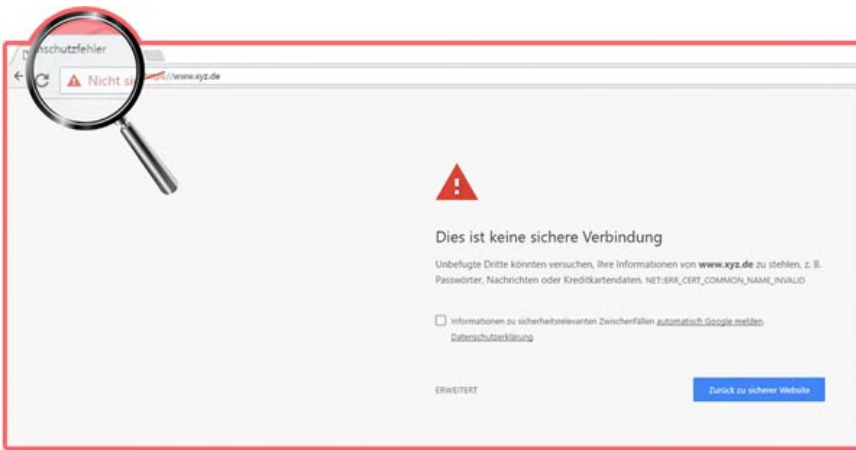 nschutzfehler
Nicht si https://www.xyz.de
Dies ist keine sichere Verbindung
Unbefugte Dritte könnten versuchen, Ihre Informationen von www.xyz.de zu stehlen, z. B.
Passwörter, Nachrichten oder Kreditkartendaten. NET::ERR_CERT_COMMON_NAME_INVALID
Informationen zu sicherheitsrelevanten Zwischenfällen automatisch Google melden.
Datenschutzerklärung
ERWEITERT
Zurück zu sicherer Website